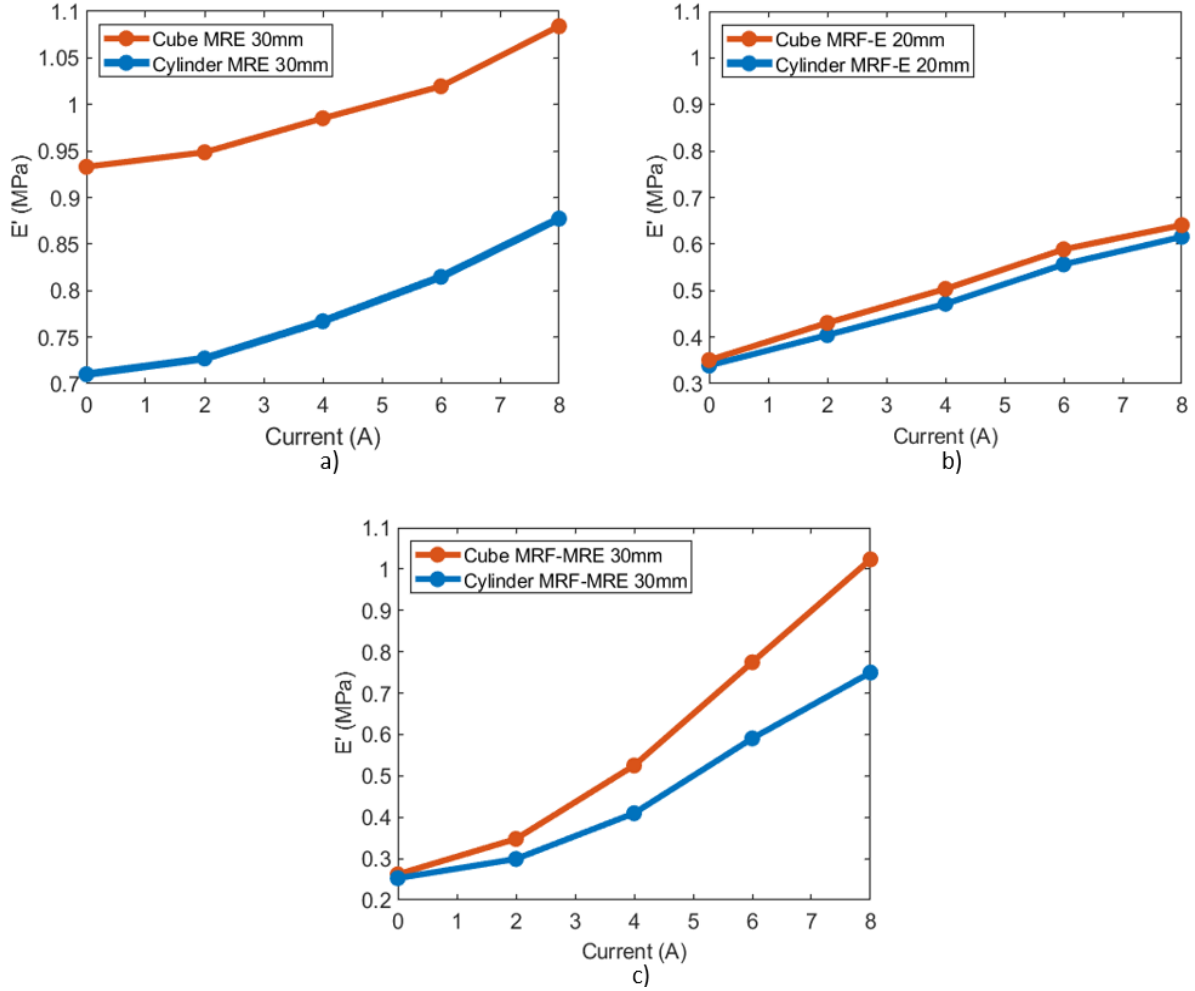 1.1
1.05
1
0.95
0.9
0.85
0.8
0.75
0.7
E' (MPa)
Cube MRE 30mm
Cylinder MRE 30mm
0 1 2 3 4 5 6 7 8
Current (A)
a)
1.1
1
0.9
0.8
0.7
0.6
0.5
0.4
0.3
E' (MPa)
Cube MRF-E 20mm
Cylinder MRF-E 20mm
0 1 2 3 4 5 6 7 8
Current (A)
b)
1.1
1
0.9
0.8
0.7
0.6
0.5
0.4
0.3
0.2
E' (MPa)
Cube MRF-MRE 30mm
Cylinder MRF-MRE 30mm
0 1 2 3 4 5 6 7 8
Current (A)
c)